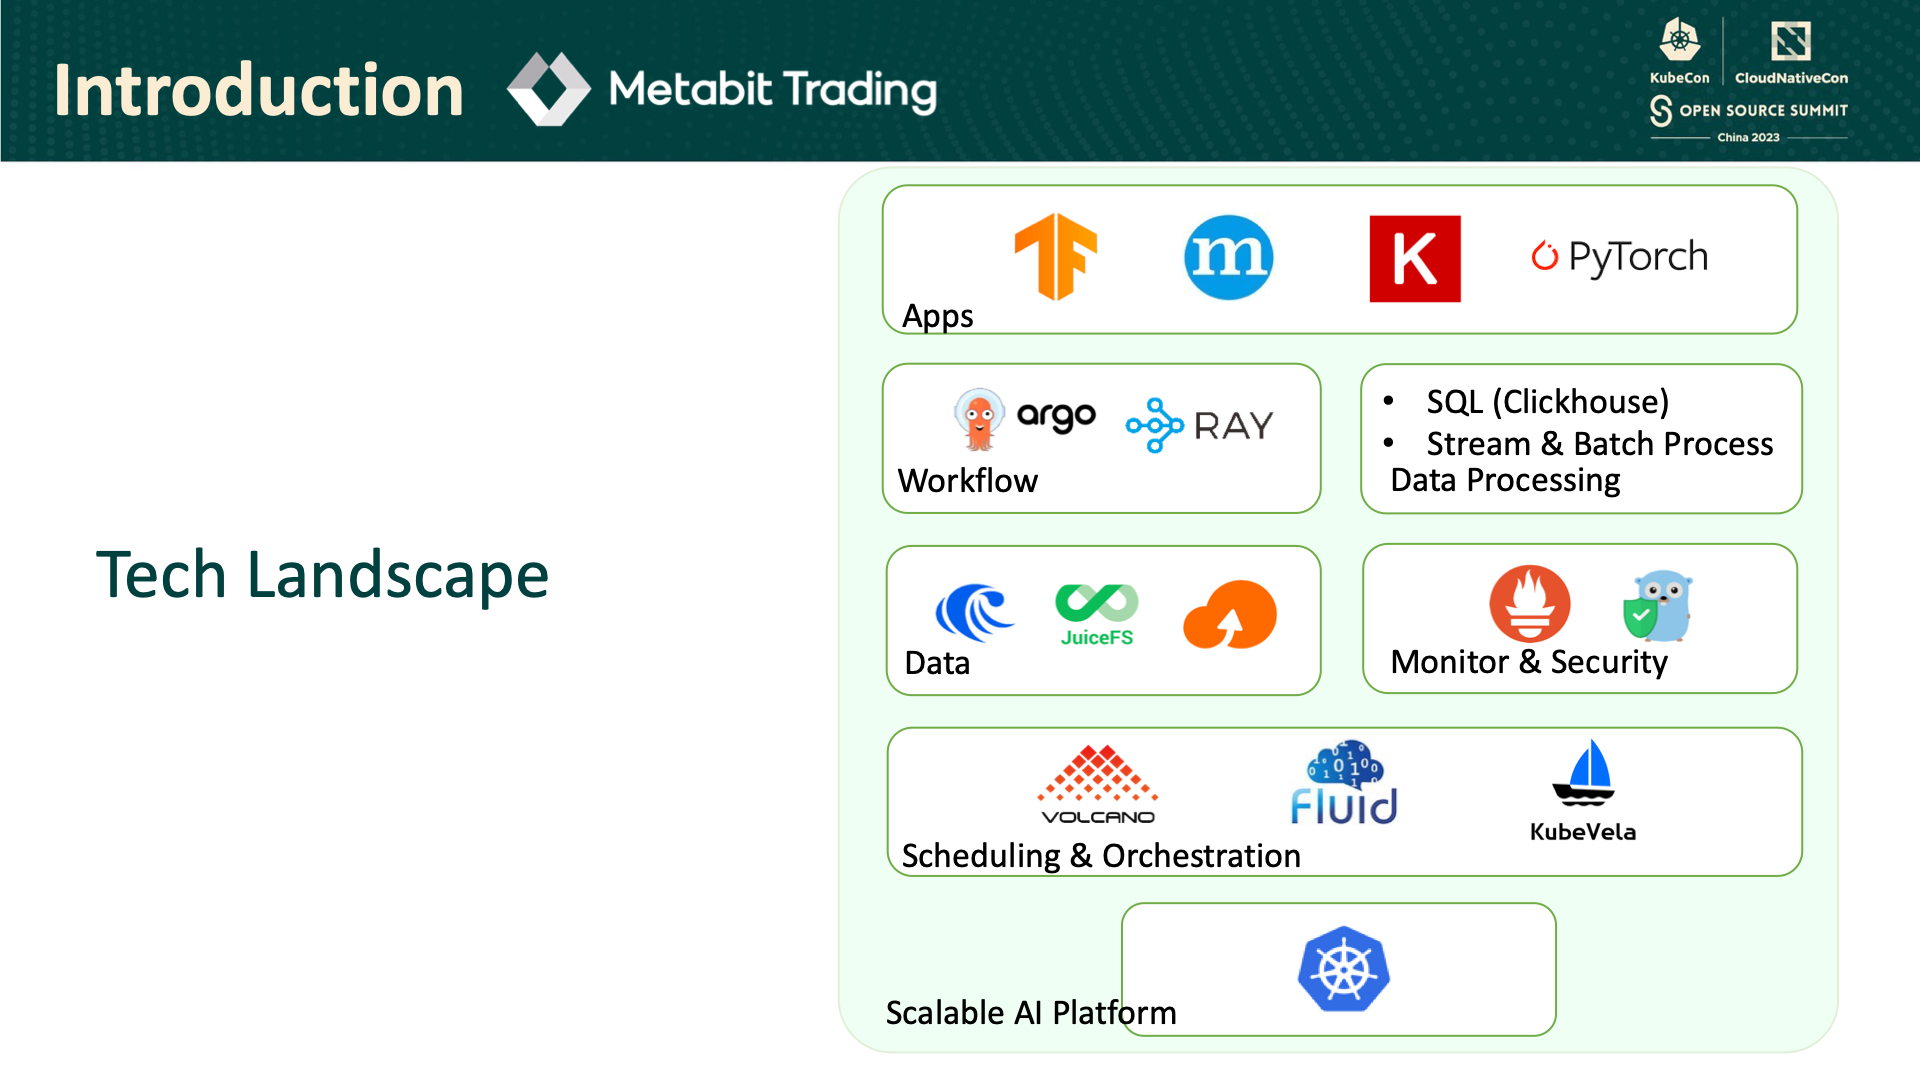 Introduction
Metabit Trading
KubeCon
CloudNativeCon
OPEN SOURCE SUMMIT
China 2023
Tech Landscape
m
K
PyTorch
Apps
argo
RAY
Workflow
• SQL (Clickhouse)
• Stream & Batch Process
Data Processing
JuiceFS
Data
Monitor & Security
VOLCANO
Fluid
KubeVela
Scheduling & Orchestration
Scalable AI Platform